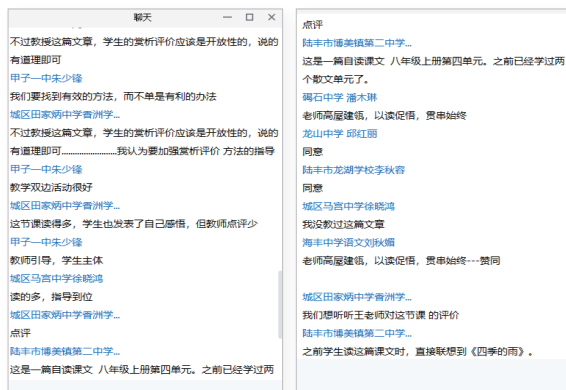 聊天
不过教授这篇文章，学生的赏析评价应该是开放性的，说的
有道理即可
甲子一中朱少锋
我们要找到有效的方法，而不单是有利的办法
城区田家炳中学香洲学...
不过教授这篇文章，学生的赏析评价应该是开放性的，说的
有道理即可........................我认为要加强赏析评价 方法的指导
甲子一中朱少锋
教学双边活动很好
城区田家炳中学香洲学...
这节课读得多，学生也发表了自己感悟，但教师点评少
甲子一中朱少锋
教师引导，学生主体
城区马宫中学徐晓鸿
读的多，指导到位
城区田家炳中学香洲学...
点评
陆丰市博美镇第二中学...
这是一篇自读课文 八年级上册第四单元。之前已经学过两
点评
陆丰市博美镇第二中学...
这是一篇自读课文 八年级上册第四单元。之前已经学过两
个散文单元了。
碣石中学 潘木琳
老师高屋建瓴，以读促悟，贯串始终
龙山中学 邱红丽
同意
陆丰市龙湖学校李秋蓉
同意
城区马宫中学徐晓鸿
我没教过这篇文章
海丰中学语文刘秋媚
老师高屋建瓴，以读促悟，贯串始终---赞同
城区田家炳中学香洲学...
我们想听听王老师对这节课 的评价
陆丰市博美镇第二中学...
之前学生读这篇课文时，直接联想到《四季的雨》。